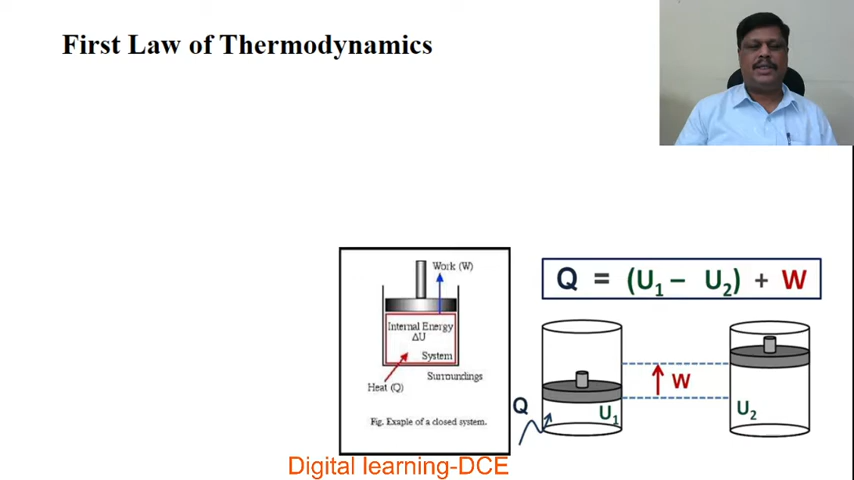 First Law of Thermodynamics
Work (W)
Internal Energy
ΔU
System
Surroundings
Heat (Q)
Fig. Exaple of a closed system.
Q = (U₁ – U₂) + W
W
Q
U₁
U₂
Digital learning-DCE